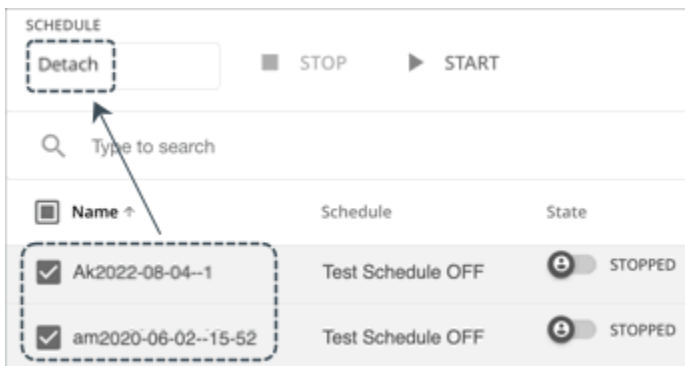 SCHEDULE
Detach STOP START
Type to search
Name ↑ Schedule State
Ak2022-08-04--1 Test Schedule OFF STOPPED
am2020-06-02--15-52 Test Schedule OFF STOPPED